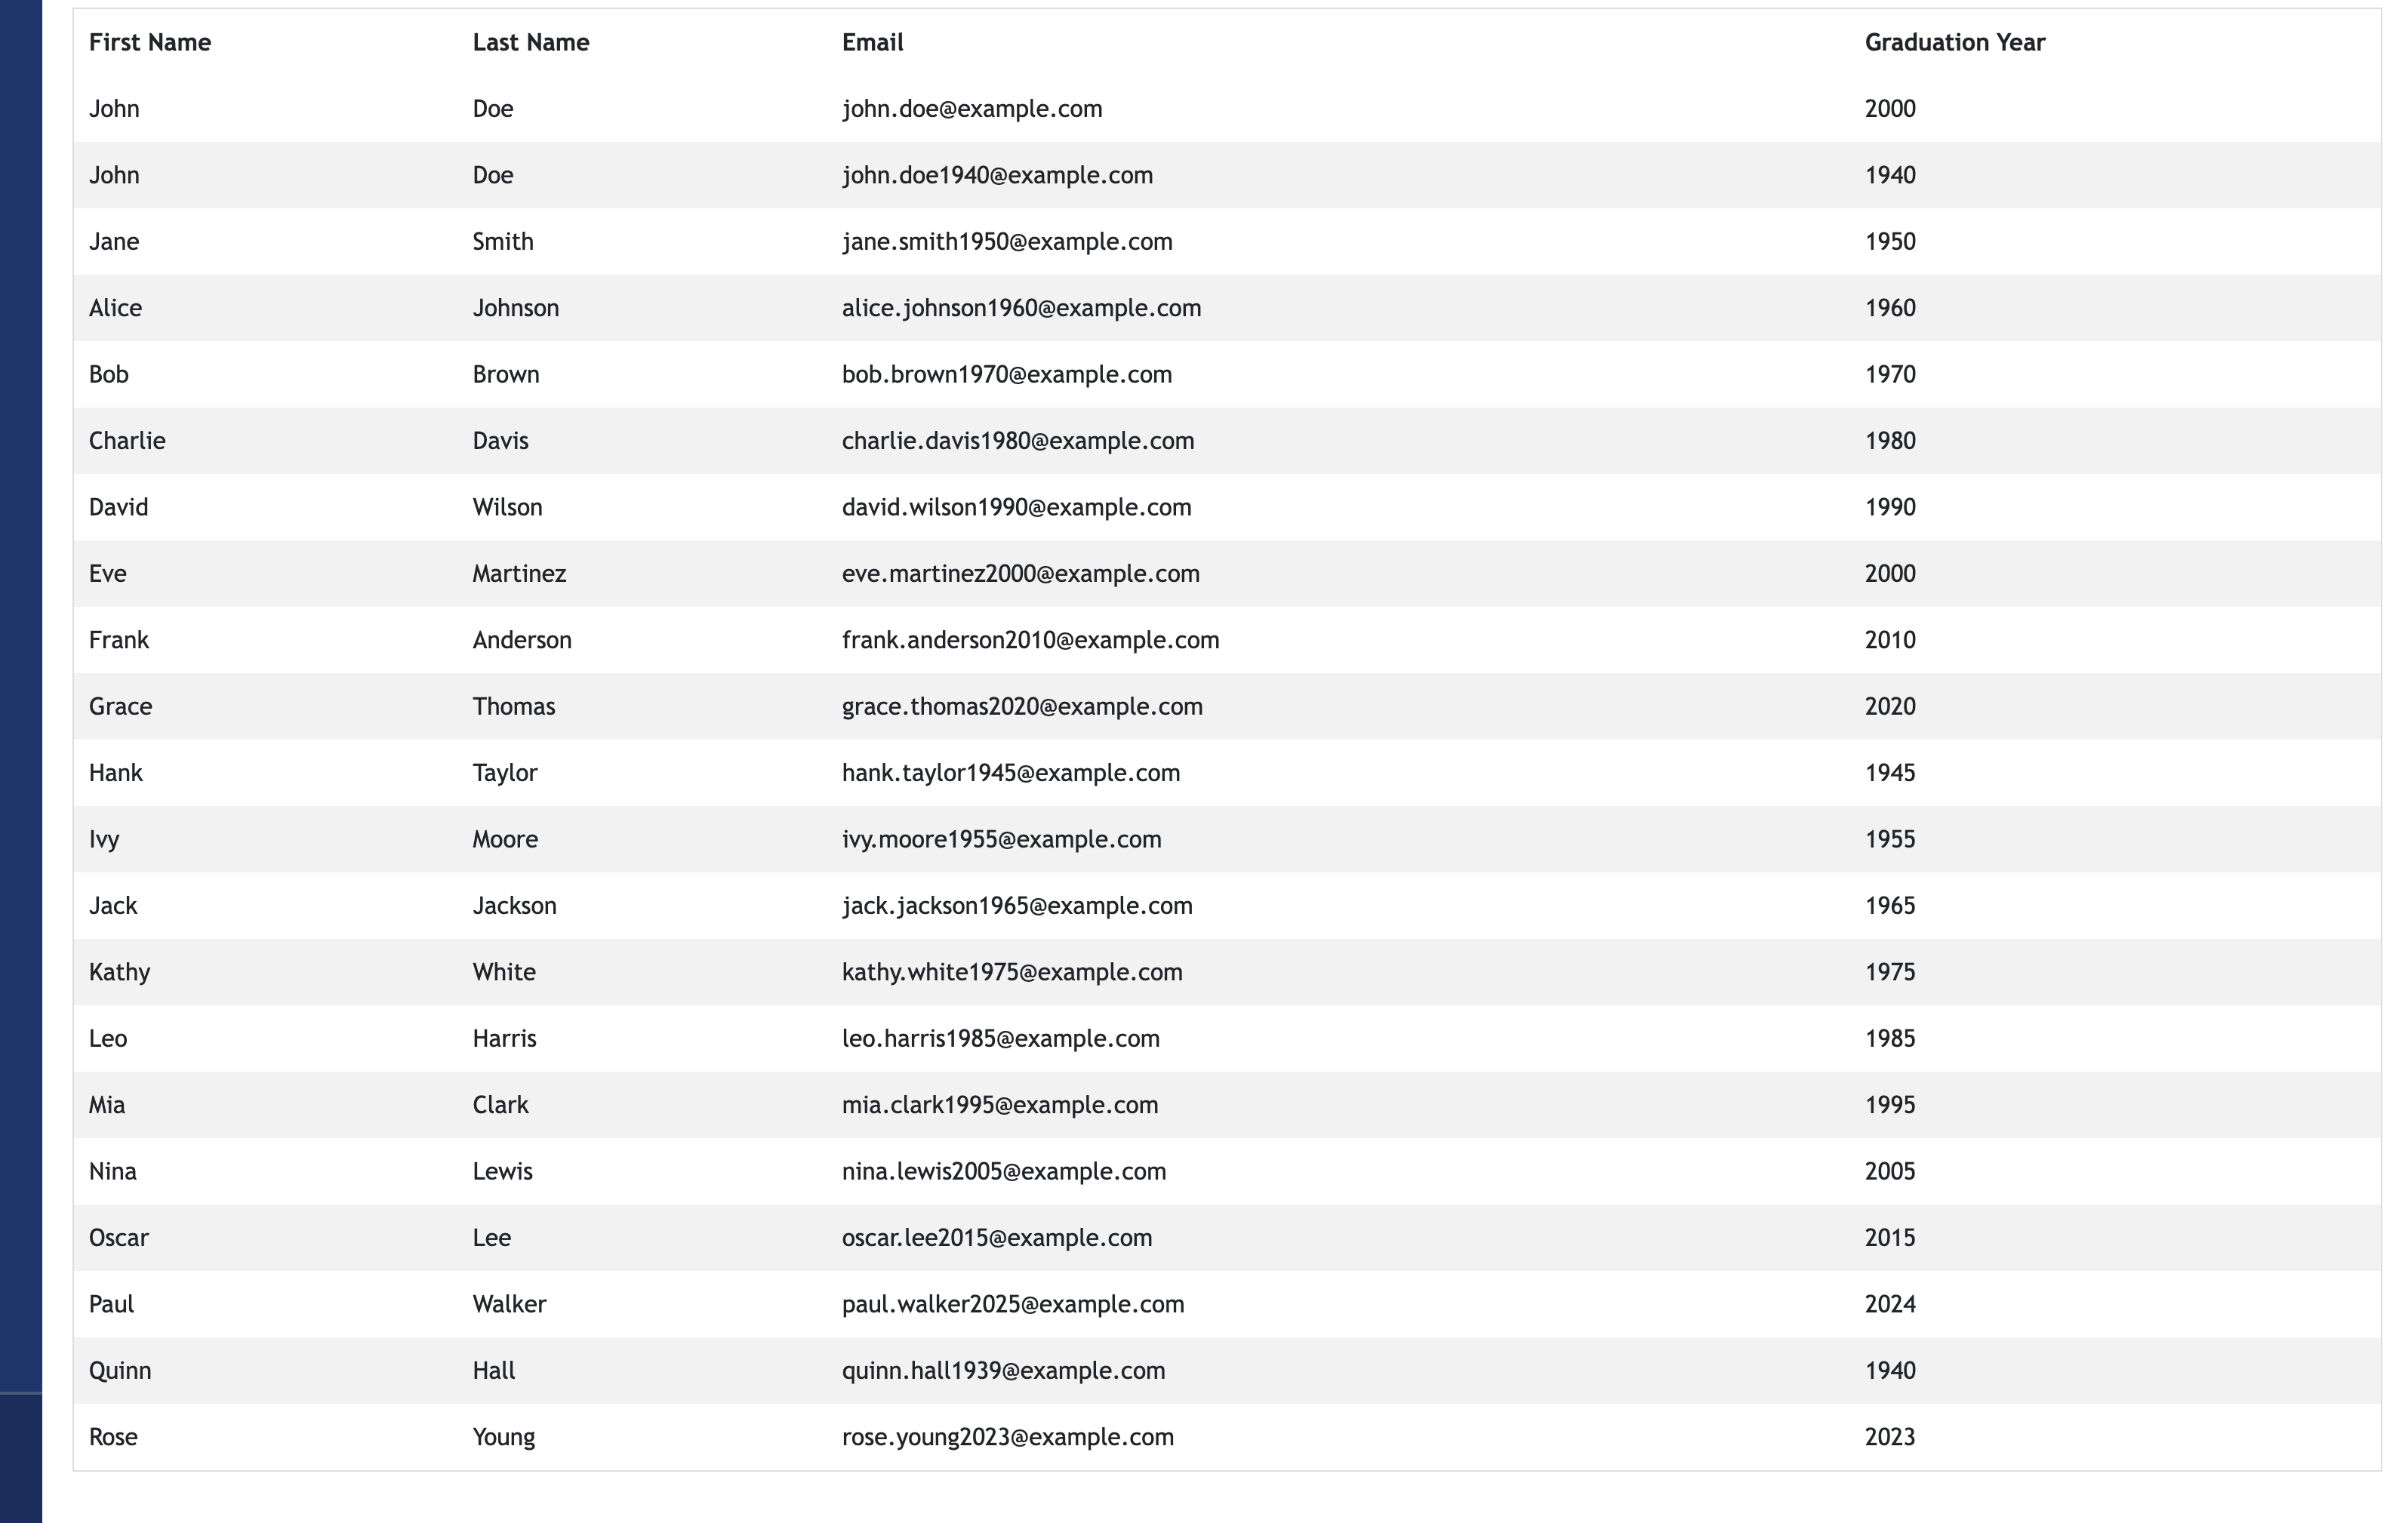 First Name Last Name Email Graduation Year
John Doe john.doe@example.com 2000
John Doe john.doe1940@example.com 1940
Jane Smith jane.smith1950@example.com 1950
Alice Johnson alice.johnson1960@example.com 1960
Bob Brown bob.brown1970@example.com 1970
Charlie Davis charlie.davis1980@example.com 1980
David Wilson david.wilson1990@example.com 1990
Eve Martinez eve.martinez2000@example.com 2000
Frank Anderson frank.anderson2010@example.com 2010
Grace Thomas grace.thomas2020@example.com 2020
Hank Taylor hank.taylor1945@example.com 1945
Ivy Moore ivy.moore1955@example.com 1955
Jack Jackson jack.jackson1965@example.com 1965
Kathy White kathy.white1975@example.com 1975
Leo Harris leo.harris1985@example.com 1985
Mia Clark mia.clark1995@example.com 1995
Nina Lewis nina.lewis2005@example.com 2005
Oscar Lee oscar.lee2015@example.com 2015
Paul Walker paul.walker2025@example.com 2024
Quinn Hall quinn.hall1939@example.com 1940
Rose Young rose.young2023@example.com 2023